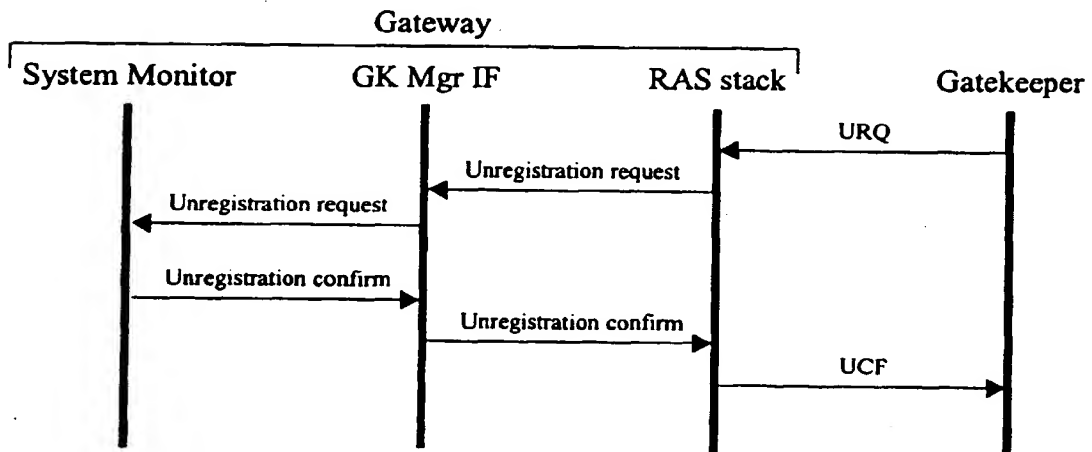 Gateway
System Monitor
GK Mgr IF
RAS stack
Gatekeeper
URQ
Unregistration request
Unregistration request
Unregistration confirm
Unregistration confirm
UCF